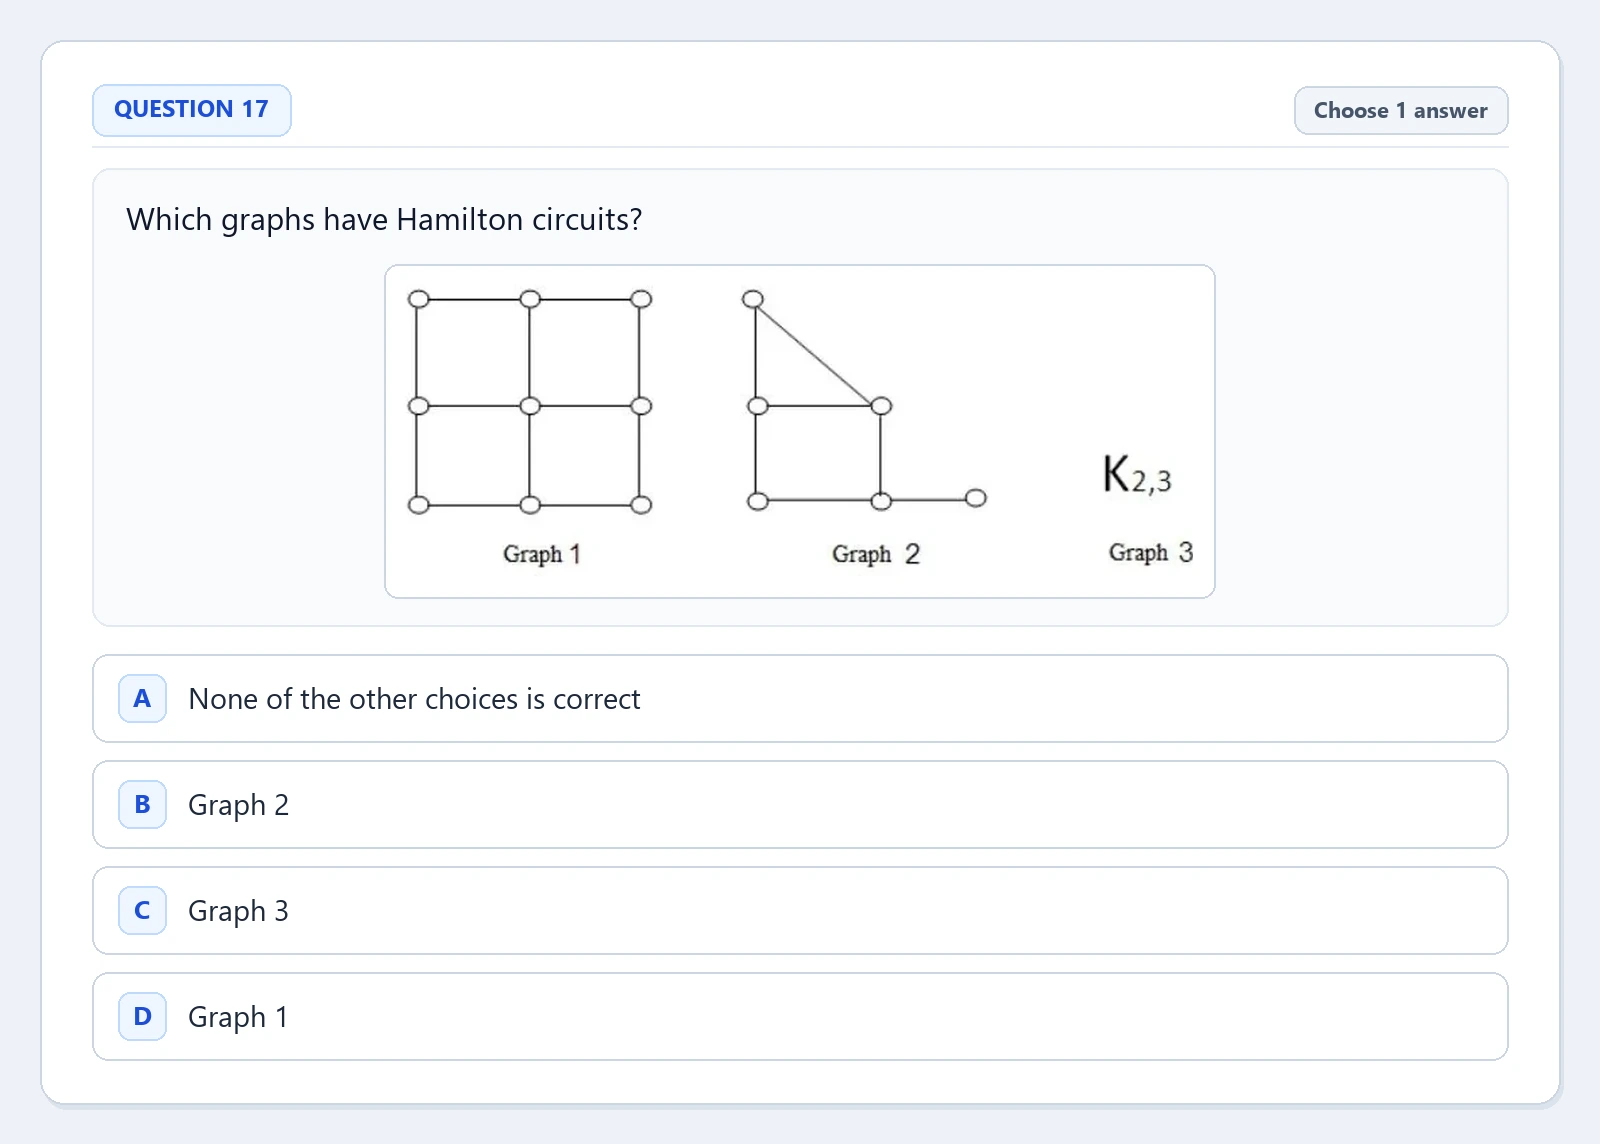 QUESTION 17
Choose 1 answer
Which graphs have Hamilton circuits?
K2,3
Graph 1
Graph 2
Graph 3
A None of the other choices is correct
B Graph 2
C Graph 3
D Graph 1